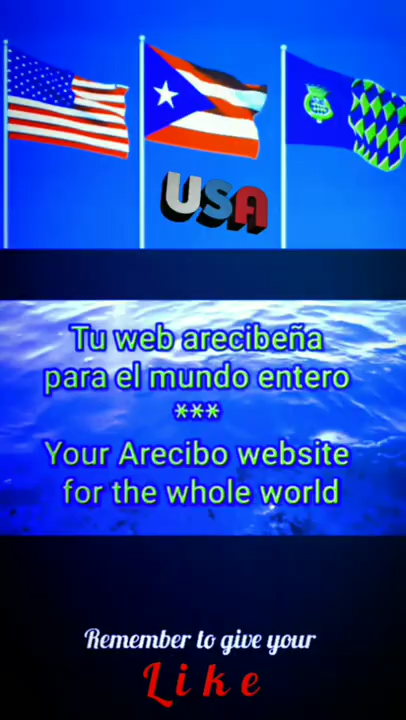 USA
Tu web arecibeña
para el mundo entero
***
Your Arecibo website
for the whole world
Remember to give your
Like